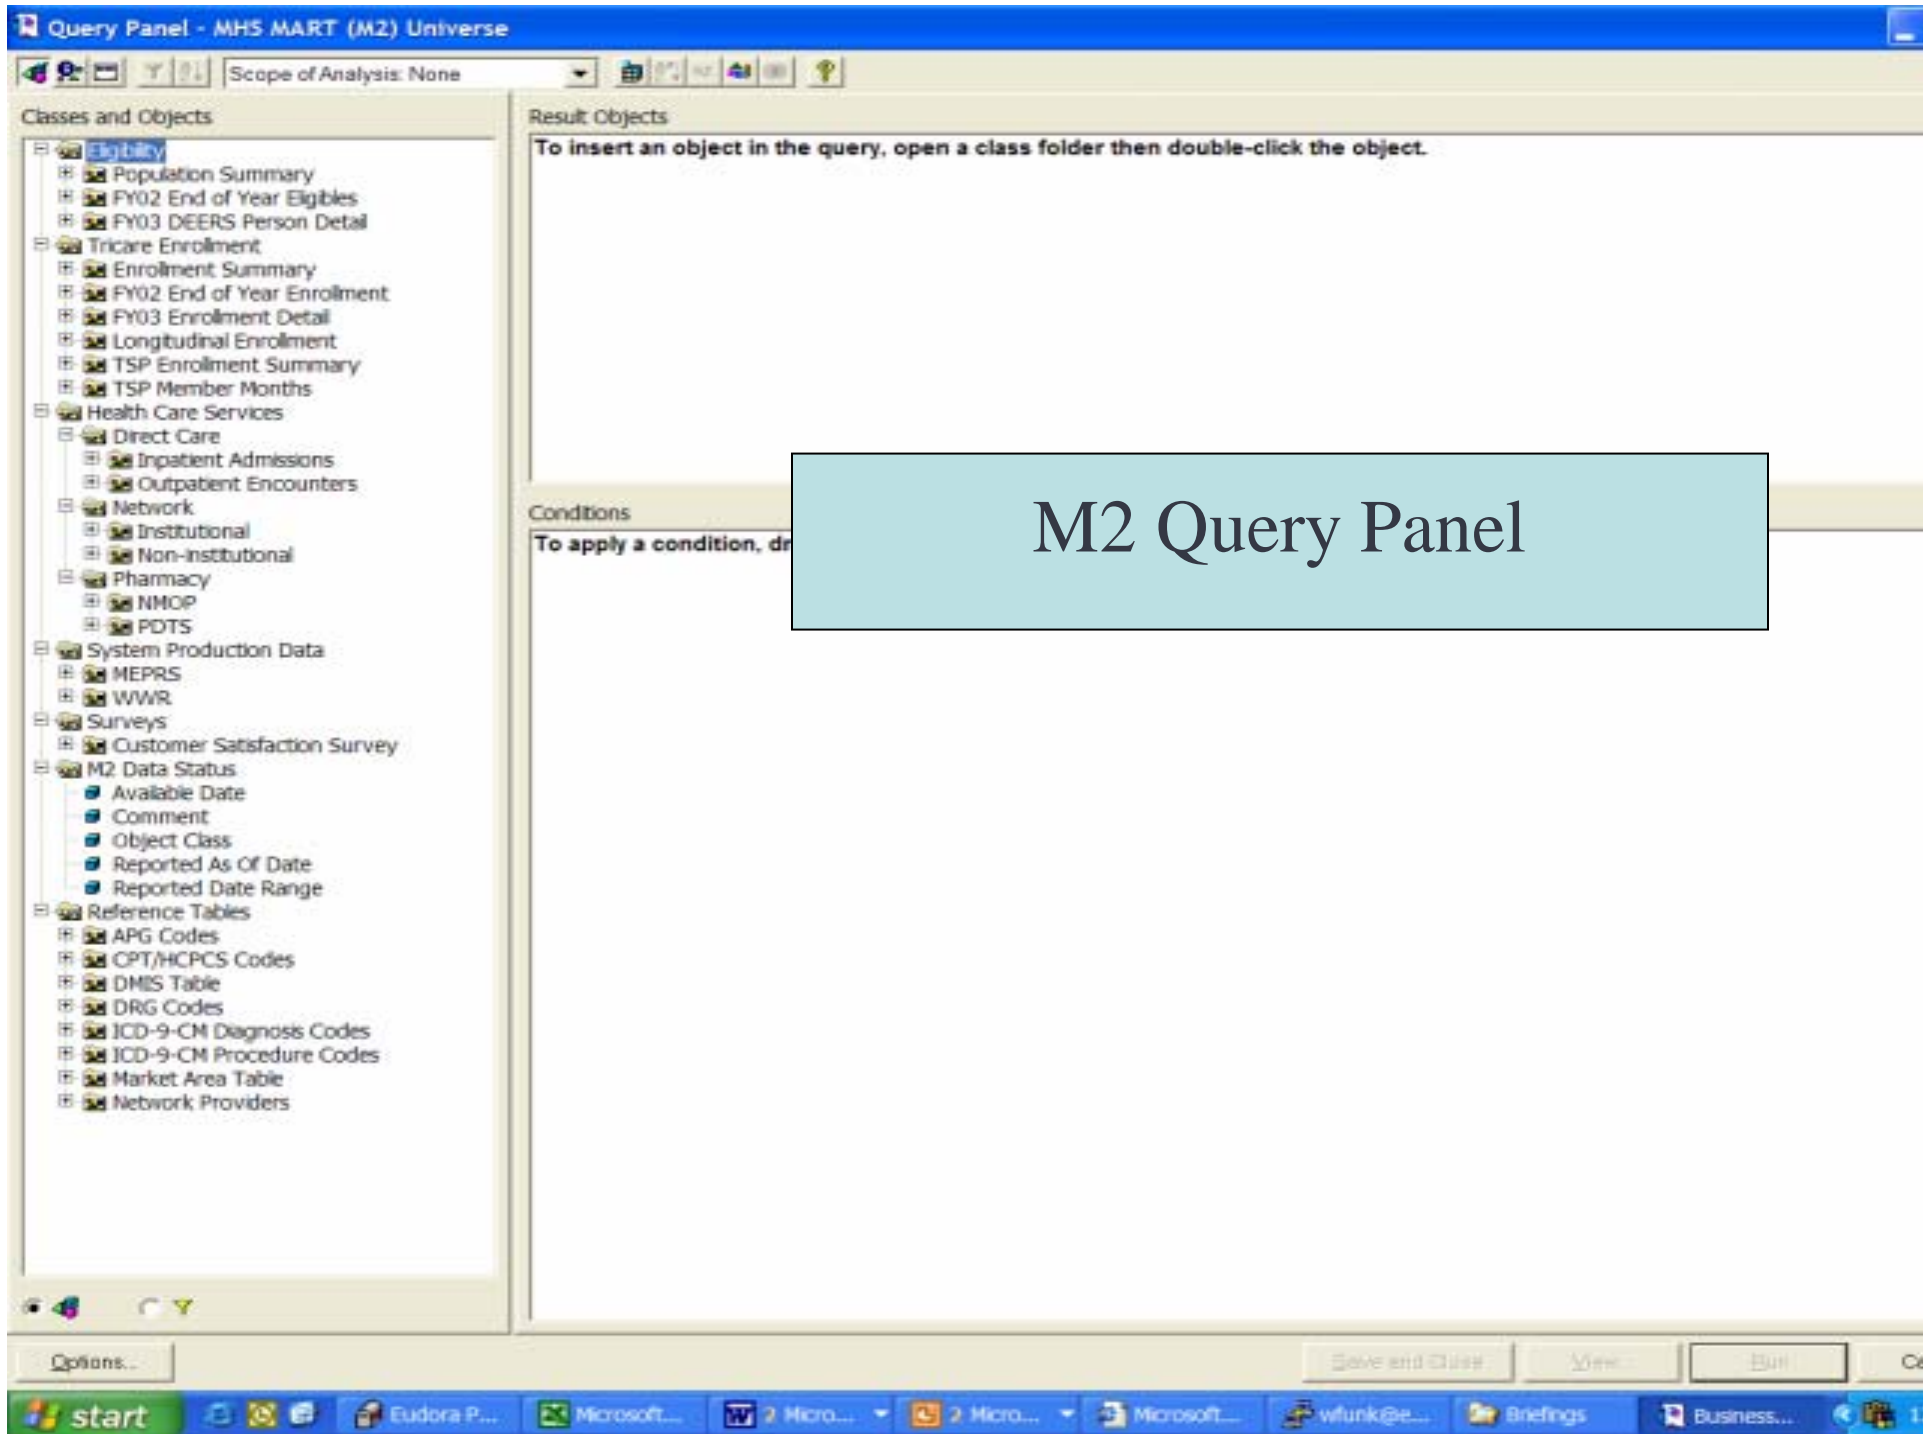 Query Panel - MHS MART (M2) Universe
Scope of Analysis: None
Classes and Objects
Eligibility
Population Summary
FY02 End of Year Eligibles
FY03 DEERS Person Detail
Tricare Enrollment
Enrollment Summary
FY02 End of Year Enrollment
FY03 Enrollment Detail
Longitudinal Enrollment
TSP Enrollment Summary
TSP Member Months
Health Care Services
Direct Care
Inpatient Admissions
Outpatient Encounters
Network
Institutional
Non-institutional
Pharmacy
NMOP
PDTS
System Production Data
MEPRS
WWR
Surveys
Customer Satisfaction Survey
M2 Data Status
Available Date
Comment
Object Class
Reported As Of Date
Reported Date Range
Reference Tables
APG Codes
CPT/HCPCS Codes
DMIS Table
DRG Codes
ICD-9-CM Diagnosis Codes
ICD-9-CM Procedure Codes
Market Area Table
Network Providers
Result Objects
To insert an object in the query, open a class folder then double-click the object.
Conditions
To apply a condition, dr
M2 Query Panel
Options...
Save and Close
View...
Run
Ca
start
Eudora P...
Microsoft...
2 Micro...
2 Micro...
Microsoft...
wfunk@e...
Briefings
Business...